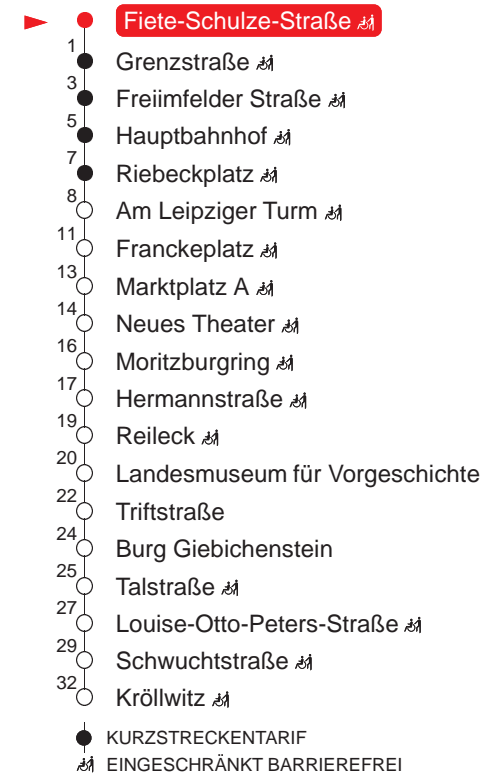 Fiete-Schulze-Straße
1
Grenzstraße
3
Freiimfelder Straße
5
Hauptbahnhof
7
Riebeckplatz
8
Am Leipziger Turm
11
Franckeplatz
13
Marktplatz A
14
Neues Theater
16
Moritzburgring
17
Hermannstraße
19
Reileck
20
Landesmuseum für Vorgeschichte
22
Triftstraße
24
Burg Giebichenstein
25
Talstraße
27
Louise-Otto-Peters-Straße
29
Schwuchtstraße
32
Kröllwitz
KURZSTRECKENTARIF
EINGESCHRÄNKT BARRIEREFREI